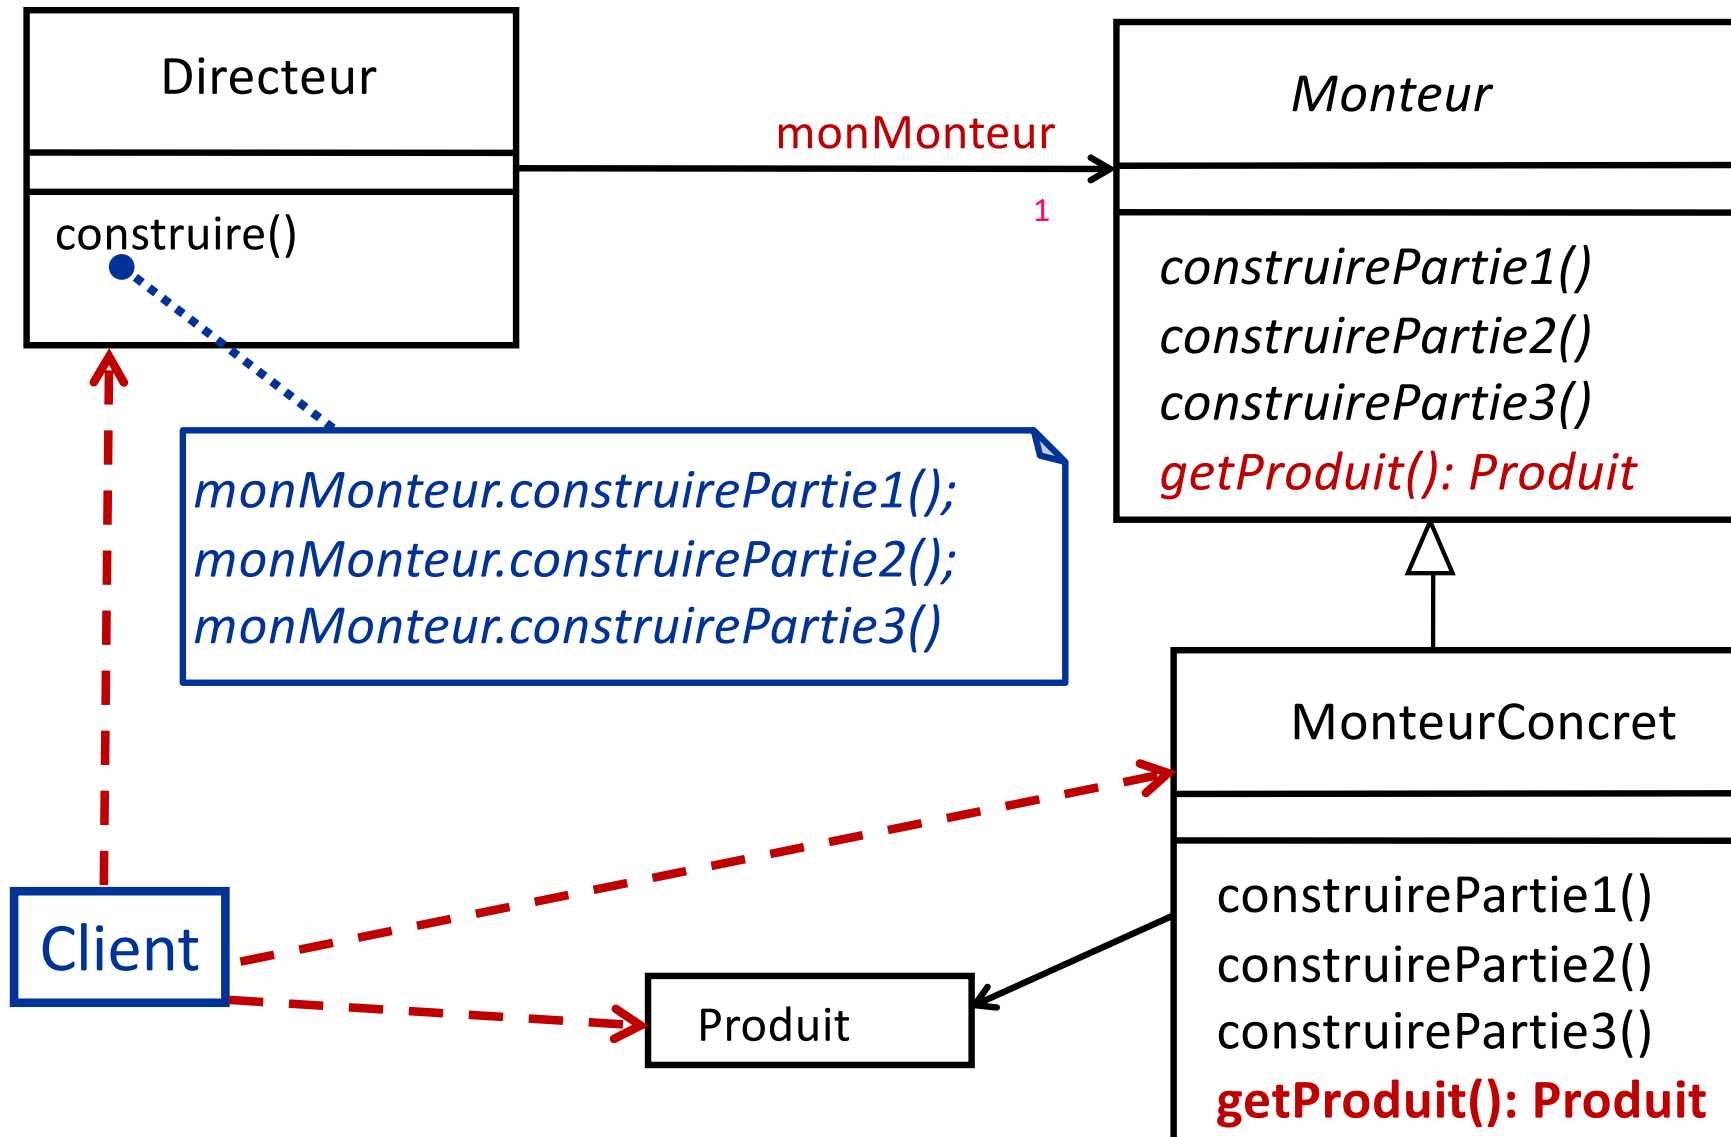 Directeur
construire()
monMonteur
1
Monteur
construirePartie1()
construirePartie2()
construirePartie3()
getProduit(): Produit
monMonteur.construirePartie1();
monMonteur.construirePartie2();
monMonteur.construirePartie3()
MonteurConcret
construirePartie1()
construirePartie2()
construirePartie3()
getProduit(): Produit
Client
Produit